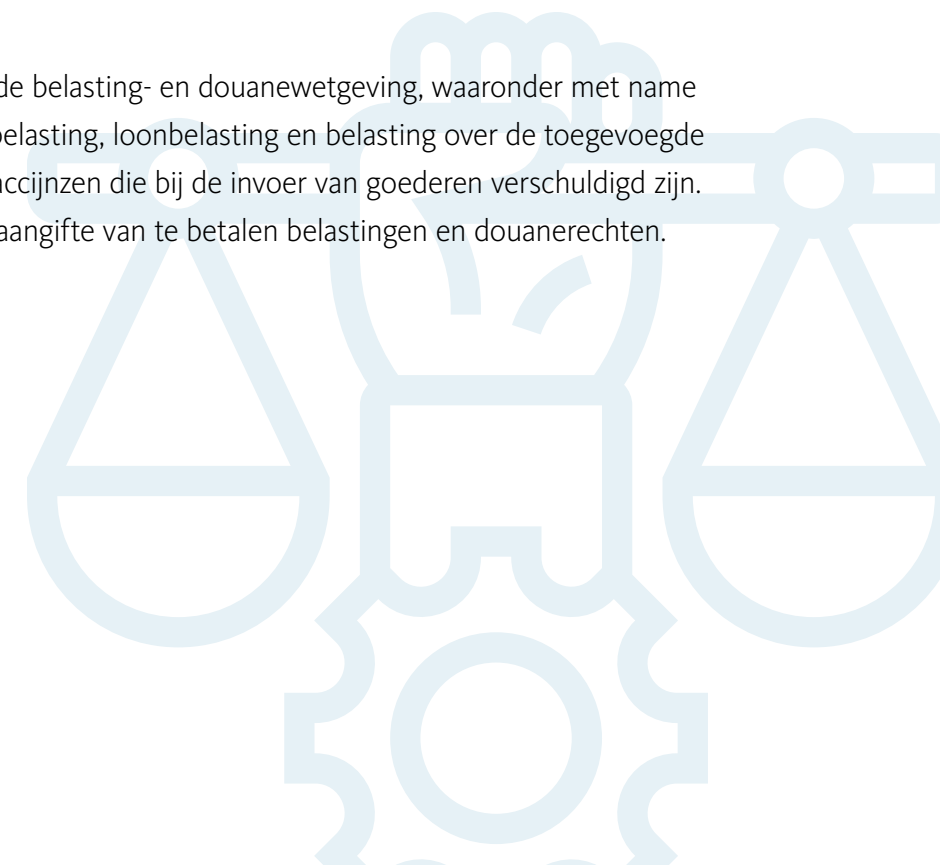 de belasting- en douanewetgeving, waaronder met name
belasting, loonbelasting en belasting over de toegevoegde
accijnzen die bij de invoer van goederen verschuldigd zijn.
aangifte van te betalen belastingen en douanerechten.